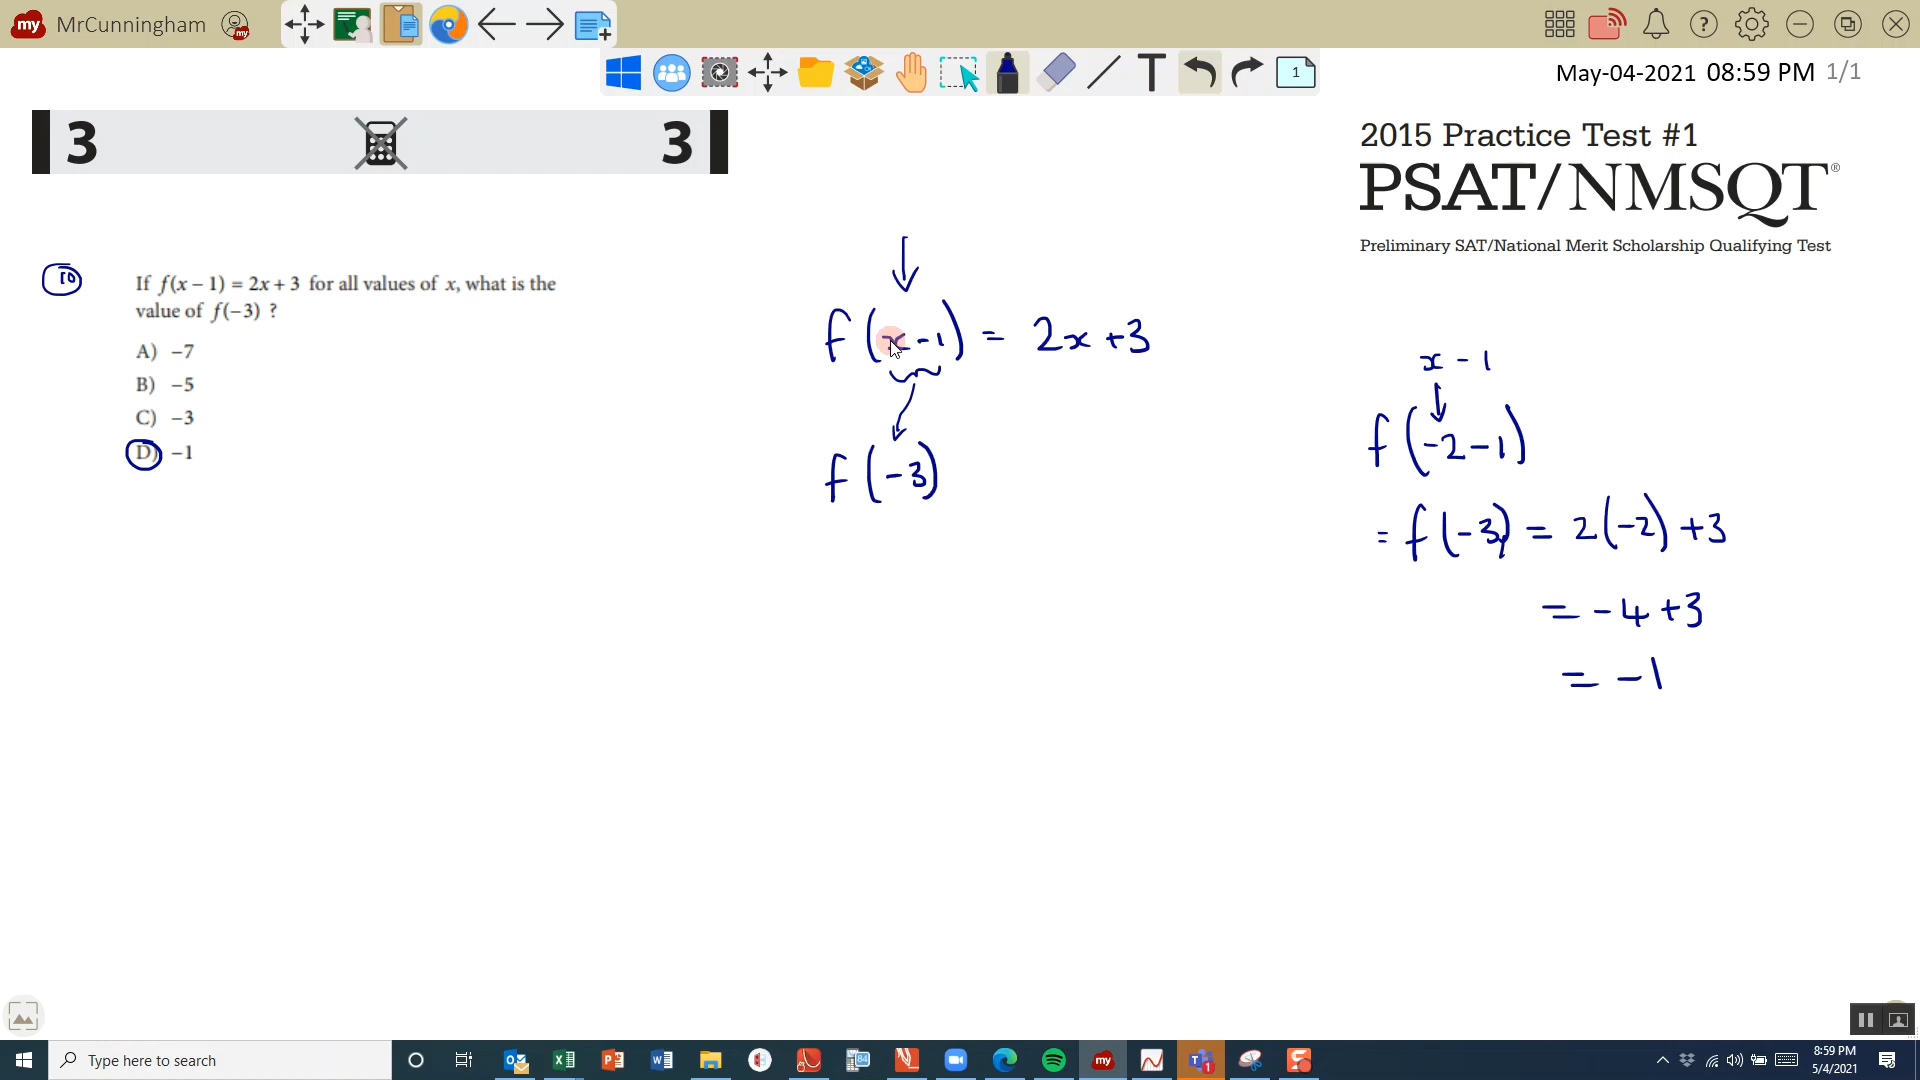 my MrCunningham
my
1
May-04-2021 08:59 PM 1/1
3 3
2015 Practice Test #1
PSAT/NMSQT®
Preliminary SAT/National Merit Scholarship Qualifying Test
10
If f(x − 1) = 2x + 3 for all values of x, what is the
value of f(−3) ?
A) −7
B) −5
C) −3
D) −1
f(x-1) = 2x+3
f(-3)
x - 1
f(-2-1)
= f(-3) = 2(-2)+3
= -4+3
= -1
Type here to search
8:59 PM
5/4/2021